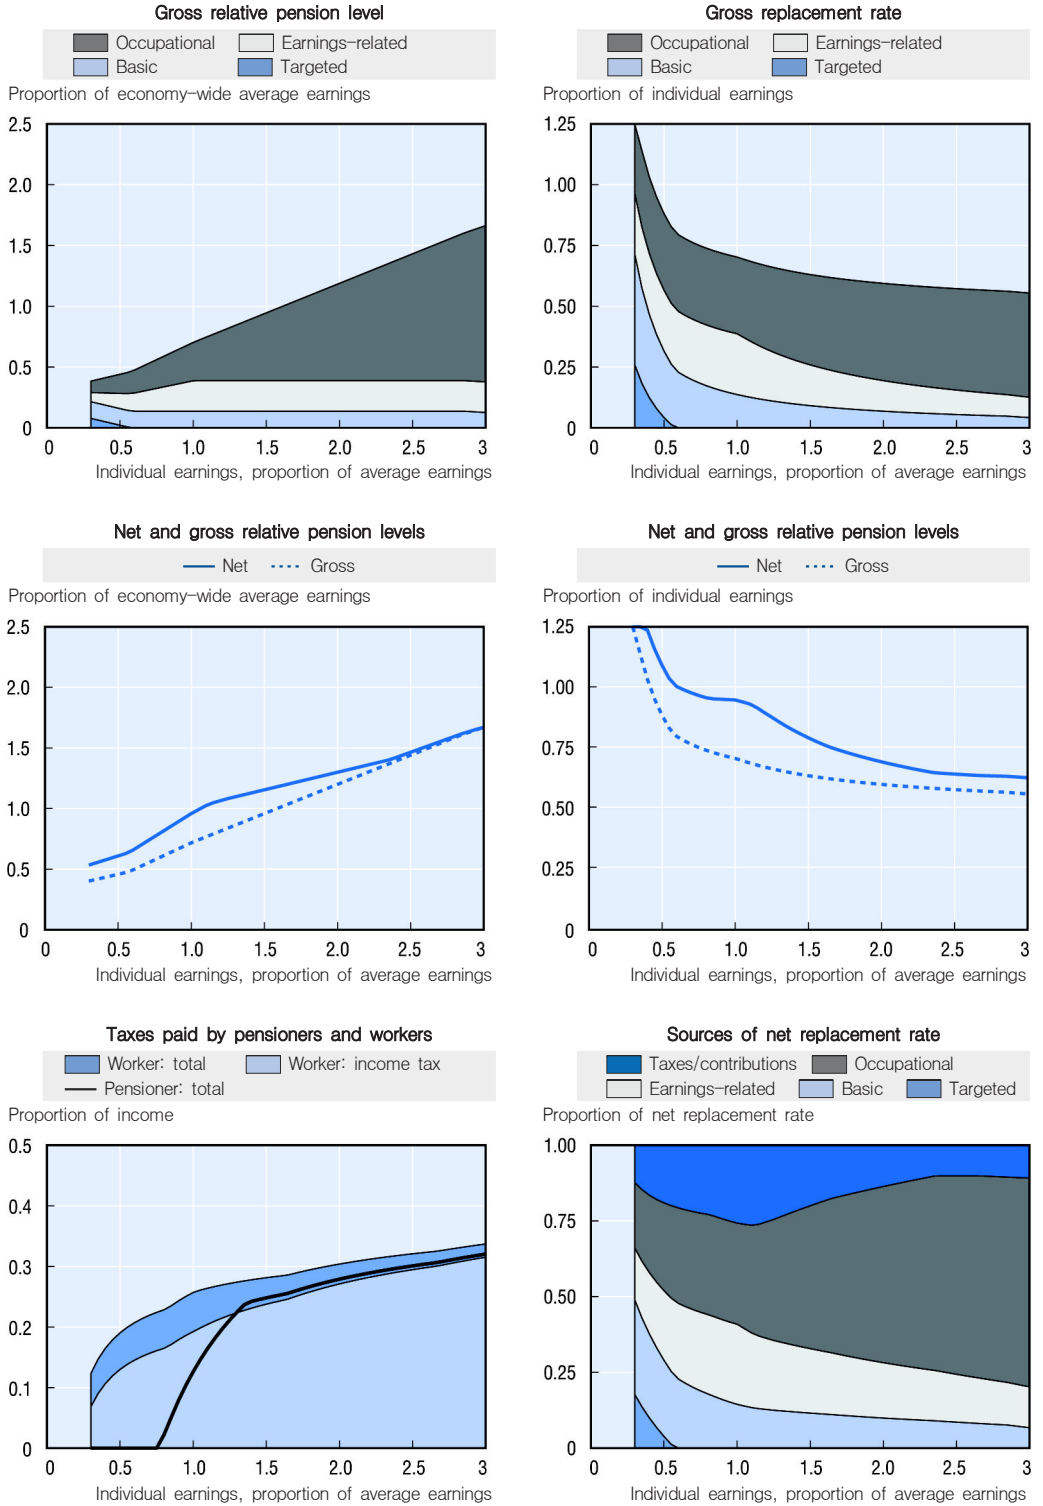 Gross relative pension level
Occupational Earnings-related
Basic Targeted
Proportion of economy-wide average earnings
2.5
2.0
1.5
1.0
0.5
0
0 0.5 1.0 1.5 2.0 2.5 3
Individual earnings, proportion of average earnings
Gross replacement rate
Occupational Earnings-related
Basic Targeted
Proportion of individual earnings
1.25
1.00
0.75
0.50
0.25
0
0 0.5 1.0 1.5 2.0 2.5 3
Individual earnings, proportion of average earnings
Net and gross relative pension levels
Net Gross
Proportion of economy-wide average earnings
2.5
2.0
1.5
1.0
0.5
0
0 0.5 1.0 1.5 2.0 2.5 3
Individual earnings, proportion of average earnings
Net and gross relative pension levels
Net Gross
Proportion of individual earnings
1.25
1.00
0.75
0.50
0.25
0
0 0.5 1.0 1.5 2.0 2.5 3
Individual earnings, proportion of average earnings
Taxes paid by pensioners and workers
Worker: total Worker: income tax
Pensioner: total
Proportion of income
0.5
0.4
0.3
0.2
0.1
0
0 0.5 1.0 1.5 2.0 2.5 3
Individual earnings, proportion of average earnings
Sources of net replacement rate
Taxes/contributions Occupational
Earnings-related Basic Targeted
Proportion of net replacement rate
1.00
0.75
0.50
0.25
0
0 0.5 1.0 1.5 2.0 2.5 3
Individual earnings, proportion of average earnings